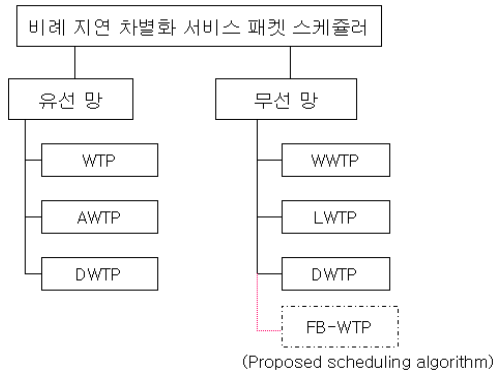 비례 지연 차별화 서비스 패킷 스케쥴러
유선 망
WTP
AWTP
DWTP
무선 망
WWTP
LWTP
DWTP
FB-WTP
(Proposed scheduling algorithm)